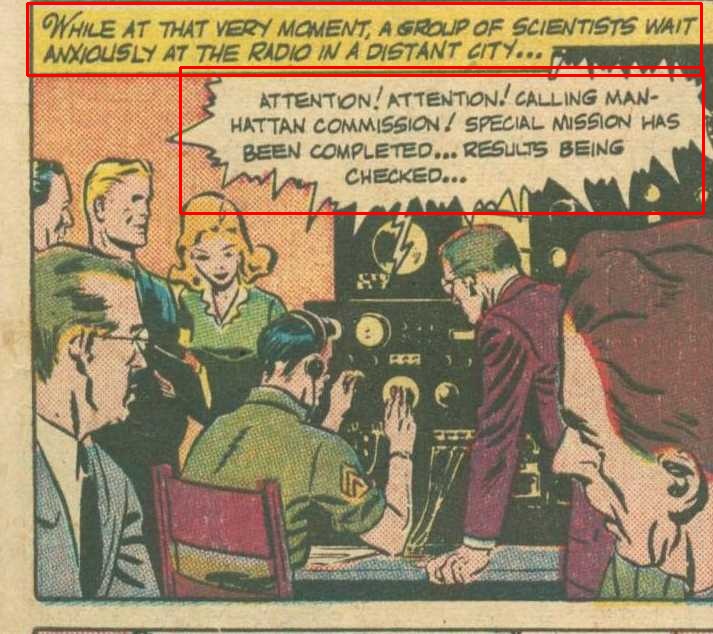 WHILE AT THAT VERY MOMENT, A GROUP OF SCIENTISTS WAIT
ANXIOUSLY AT THE RADIO IN A DISTANT CITY...
ATTENTION! ATTENTION! CALLING MAN-
HATTAN COMMISSION! SPECIAL MISSION HAS
BEEN COMPLETED... RESULTS BEING
CHECKED...